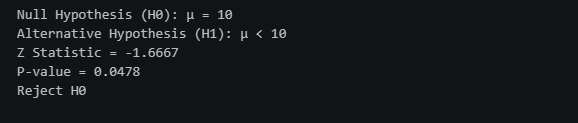 Null Hypothesis (H0): μ = 10
Alternative Hypothesis (H1): μ < 10
Z Statistic = -1.6667
P-value = 0.0478
Reject H0